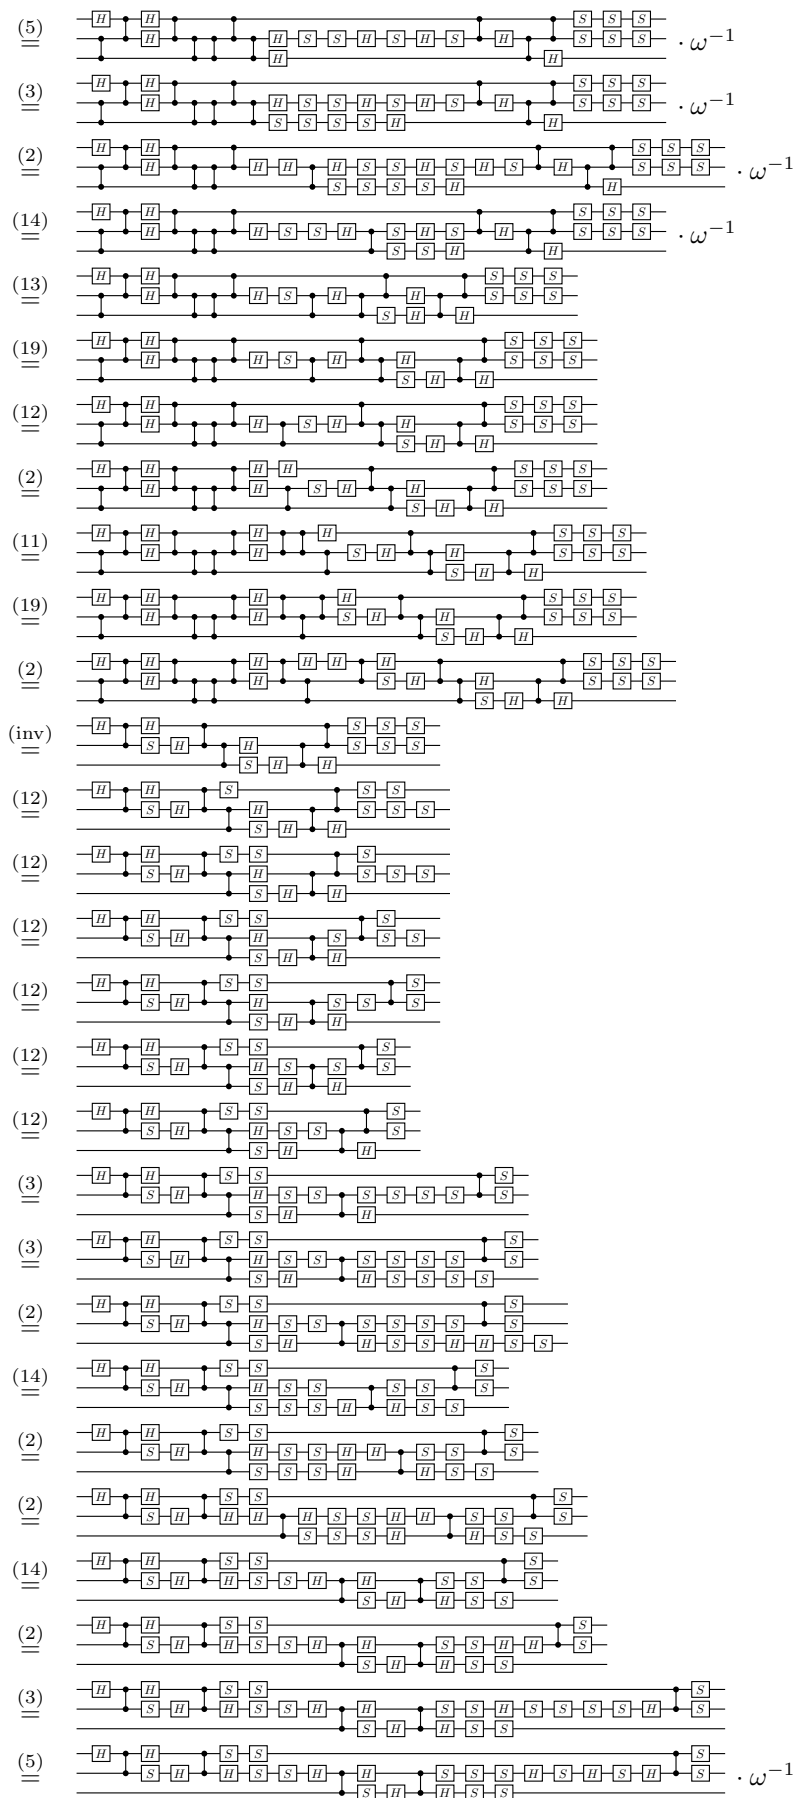 (5) H H S S S
= H H S S H S H S H S S S · ω⁻¹
H H
(3) H H S S S
= H H S S S S H S H S S S · ω⁻¹
S S S S H H
(2) H H S S S
= H H H H S S S H S H S H S S S · ω⁻¹
S S S S H H
(14) H H S S S
= H H S S H S H S H S S S · ω⁻¹
S S H H
(13) H H S S S
= H H S H H S S S
S H H
(19) H H S S S
= H H S H H S S S
S H H
(12) H H S S S
= H H S H H S S S
S H H
(2) H H H H S S S
= H S H H S S S
S H H
(11) H H H H S S S
= H H S H H S S S
S H H
(19) H H H H S S S
= H H S H H S S S
S H H
(2) H H H H H H S S S
= H H S H H S S S
S H H
(inv) H H S S S
= S H H S S S
S H H
(12) H H S S S
= S H H S S S
S H H
(12) H H S S S
= S H H S S S
S H H
(12) H H S S S
= S H H S S S
S H H
(12) H H S S S
= S H H S S S
S H H
(12) H H S S S
= S H H S S S
S H H
(12) H H S S S
= S H H S S S
S H H
(3) H H S S S
= S H H S S S S S S S
S H H
(3) H H S S S
= S H H S S S S S S S
S H H S S S S
(2) H H S S S
= S H H S S S S S S S
S H H S S H H S S
(14) H H S S S
= S H H S S S S S
S S S H H S S
(2) H H S S S
= S H H S S H H S S S
S S S H H S S
(2) H H S S S
= S H H H H S S H H S S S
S S S H H S S
(14) H H S S S
= S H H S S H H S S S
S H H S S
(2) H H S S S
= S H H S S H H S S H H S
S H H S S
(3) H H S S S
= S H H S S H H S S H S S S S H S
S H H S S
(5) H H S S S
= S H H S S H H S S S H S H S H S · ω⁻¹
S H H S S